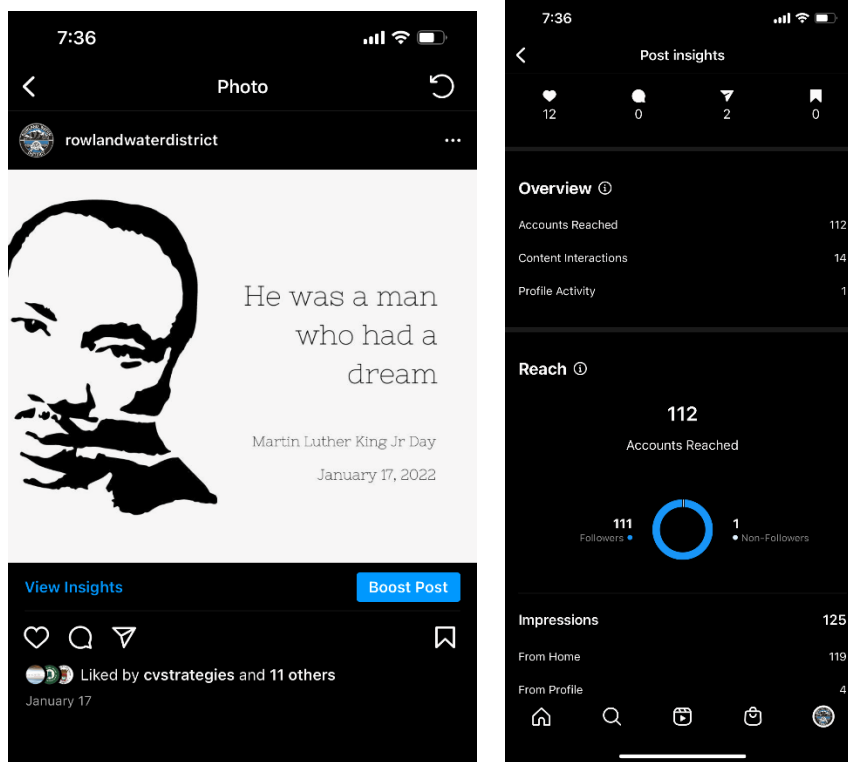 7:36
Photo
rowlandwaterdistrict
He was a man
who had a
dream
Martin Luther King Jr Day
January 17, 2022
View Insights
Boost Post
Liked by cvstrategies and 11 others
January 17
7:36
Post insights
12 0 2 0
Overview
Accounts Reached 112
Content Interactions 14
Profile Activity 1
Reach
112
Accounts Reached
111 1
Followers Non-Followers
Impressions 125
From Home 119
From Profile 4